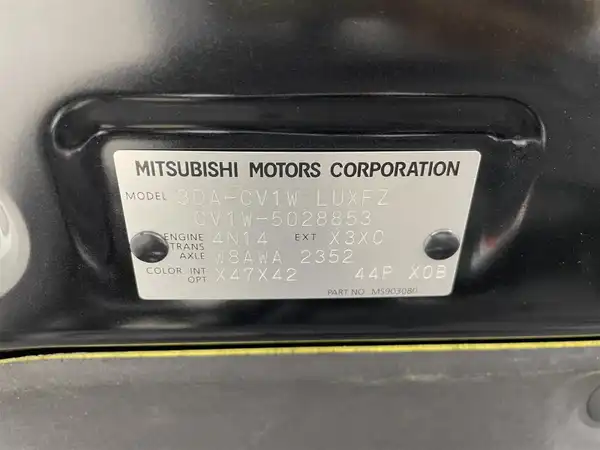 MITSUBISHI MOTORS CORPORATION
MODEL 3DA-CV1W LUXFZ
CV1W-5028853
ENGINE 4N14 EXT X3XC
TRANS AXLE W8AWA 2352
COLOR INT OPT X47X42 44P X0B
PART NO. MS903080